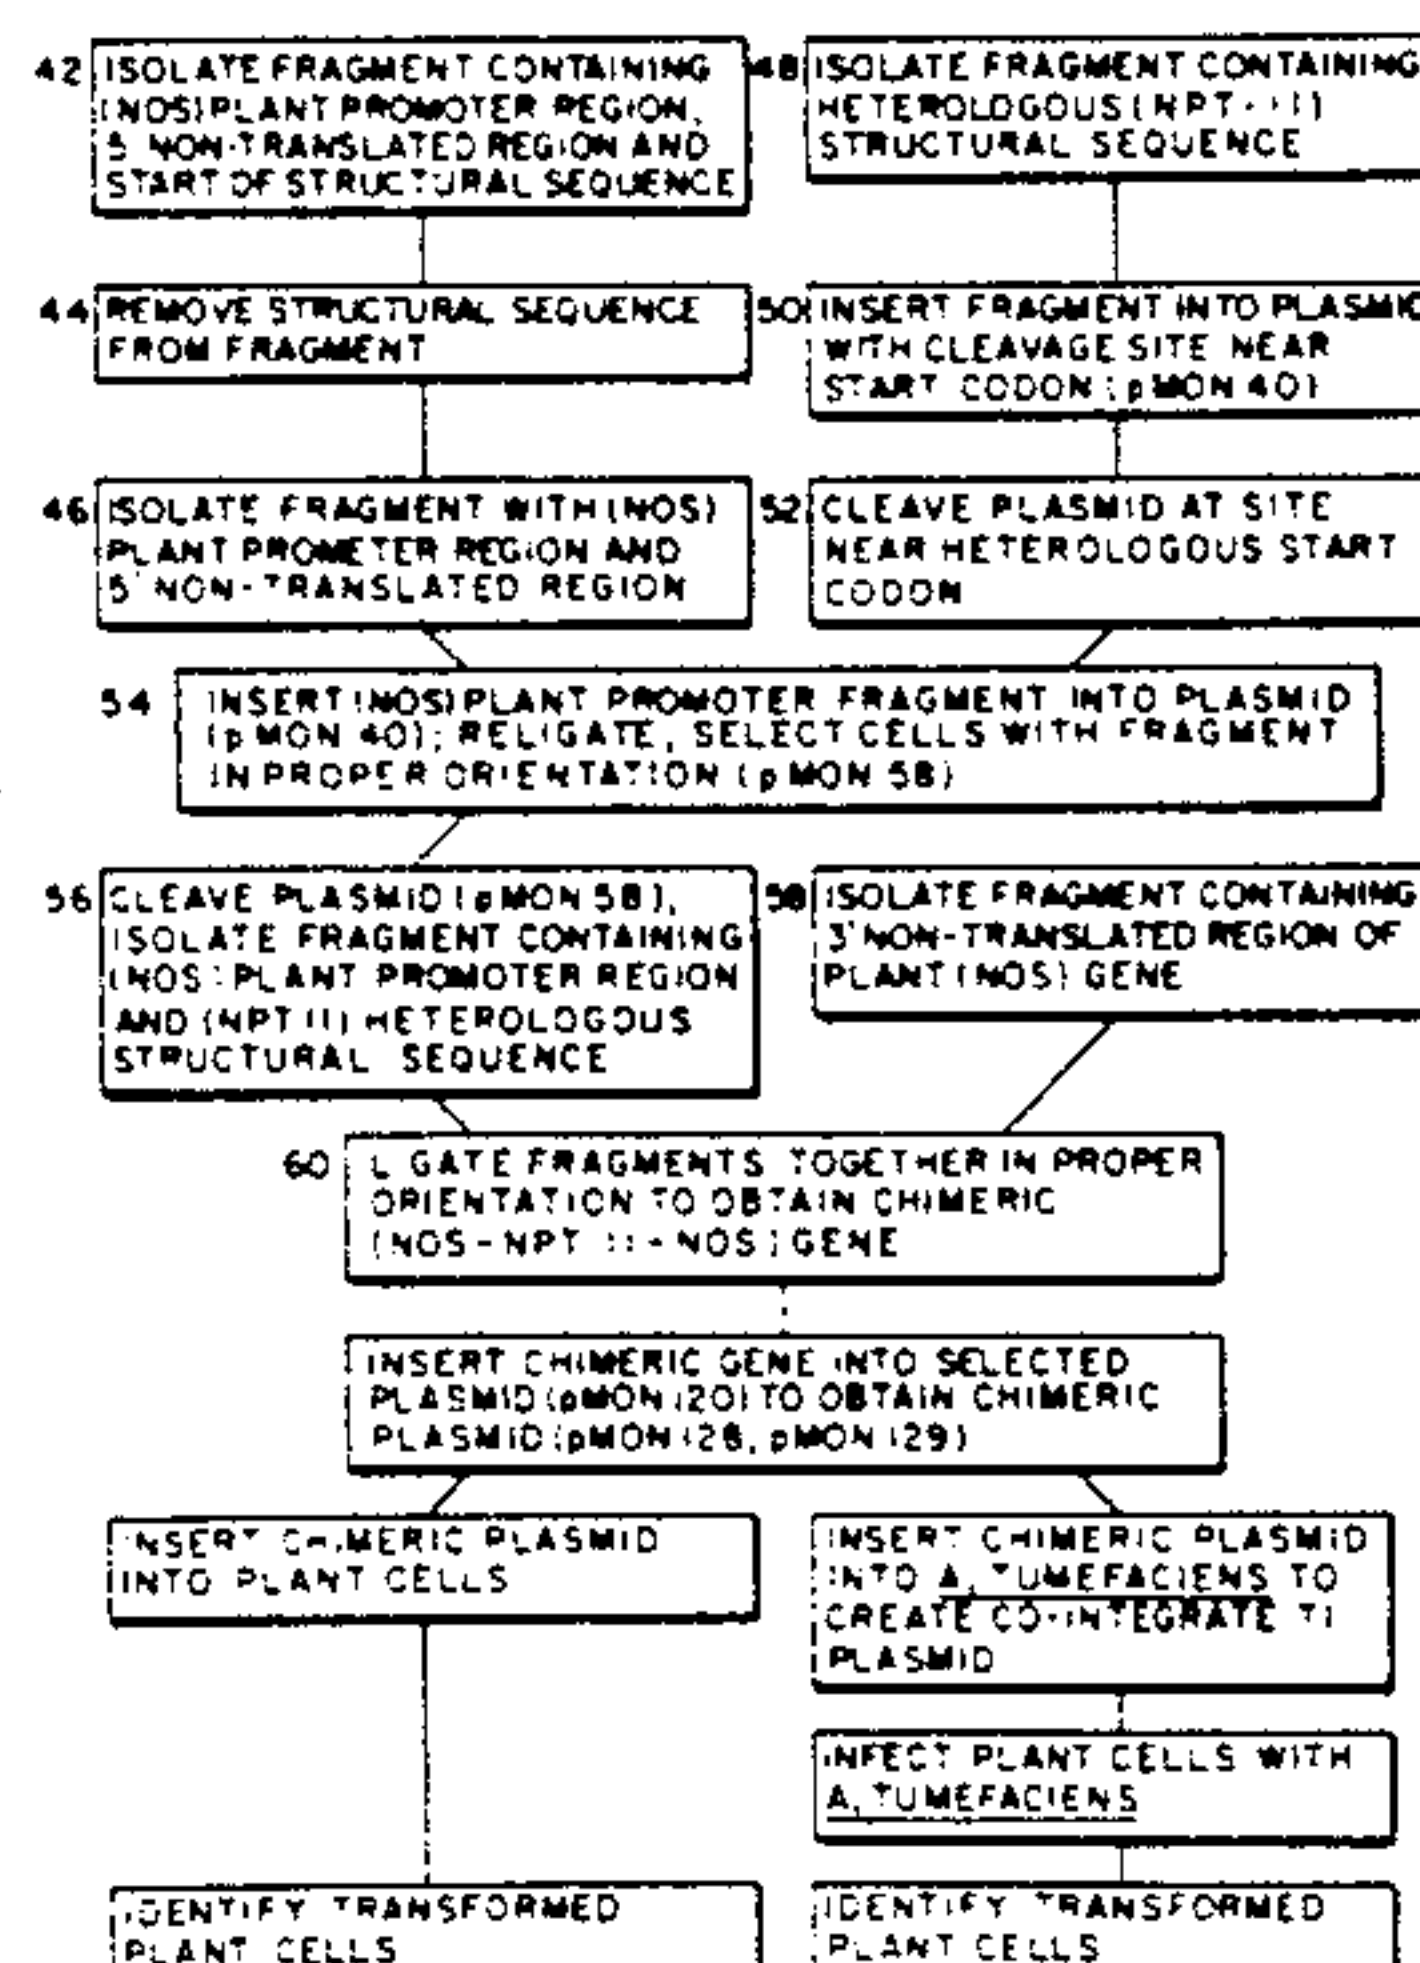 42 ISOLATE FRAGMENT CONTAINING
(NOS) PLANT PROMOTER REGION,
5' NON-TRANSLATED REGION AND
START OF STRUCTURAL SEQUENCE
48 ISOLATE FRAGMENT CONTAINING
HETEROLOGOUS (NPT-II)
STRUCTURAL SEQUENCE
44 REMOVE STRUCTURAL SEQUENCE
FROM FRAGMENT
50 INSERT FRAGMENT INTO PLASMID
WITH CLEAVAGE SITE NEAR
START CODON (pMON 40)
46 ISOLATE FRAGMENT WITH (NOS)
PLANT PROMETER REGION AND
5' NON-TRANSLATED REGION
52 CLEAVE PLASMID AT SITE
NEAR HETEROLOGOUS START
CODON
54 INSERT (NOS) PLANT PROMOTER FRAGMENT INTO PLASMID
(pMON 40); RELIGATE, SELECT CELLS WITH FRAGMENT
IN PROPER ORIENTATION (pMON 58)
56 CLEAVE PLASMID (pMON 58),
ISOLATE FRAGMENT CONTAINING
(NOS) PLANT PROMOTER REGION
AND (NPT II) HETEROLOGOUS
STRUCTURAL SEQUENCE
58 ISOLATE FRAGMENT CONTAINING
3' NON-TRANSLATED REGION OF
PLANT (NOS) GENE
60 LIGATE FRAGMENTS TOGETHER IN PROPER
ORIENTATION TO OBTAIN CHIMERIC
(NOS-NPT II-NOS) GENE
INSERT CHIMERIC GENE INTO SELECTED
PLASMID (pMON 120) TO OBTAIN CHIMERIC
PLASMID (pMON 128, pMON 129)
INSERT CHIMERIC PLASMID
INTO PLANT CELLS
INSERT CHIMERIC PLASMID
INTO A. TUMEFACIENS TO
CREATE CO-INTEGRATE TI
PLASMID
INFECT PLANT CELLS WITH
A. TUMEFACIENS
IDENTIFY TRANSFORMED
PLANT CELLS
IDENTIFY TRANSFORMED
PLANT CELLS